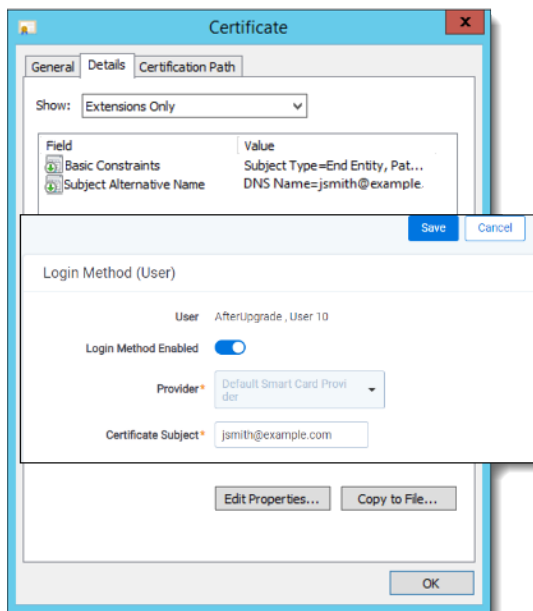 Certificate
x
General Details Certification Path
Show: Extensions Only
Field Value
Basic Constraints Subject Type=End Entity, Pat...
Subject Alternative Name DNS Name=jsmith@example.
Save Cancel
Login Method (User)
User AfterUpgrade , User 10
Login Method Enabled
Provider* Default Smart Card Provi
der
Certificate Subject* jsmith@example.com
Edit Properties... Copy to File...
OK